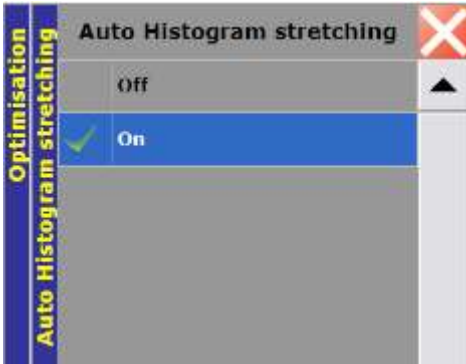 Optimisation
Auto Histogram stretching
Auto Histogram stretching
Off
On